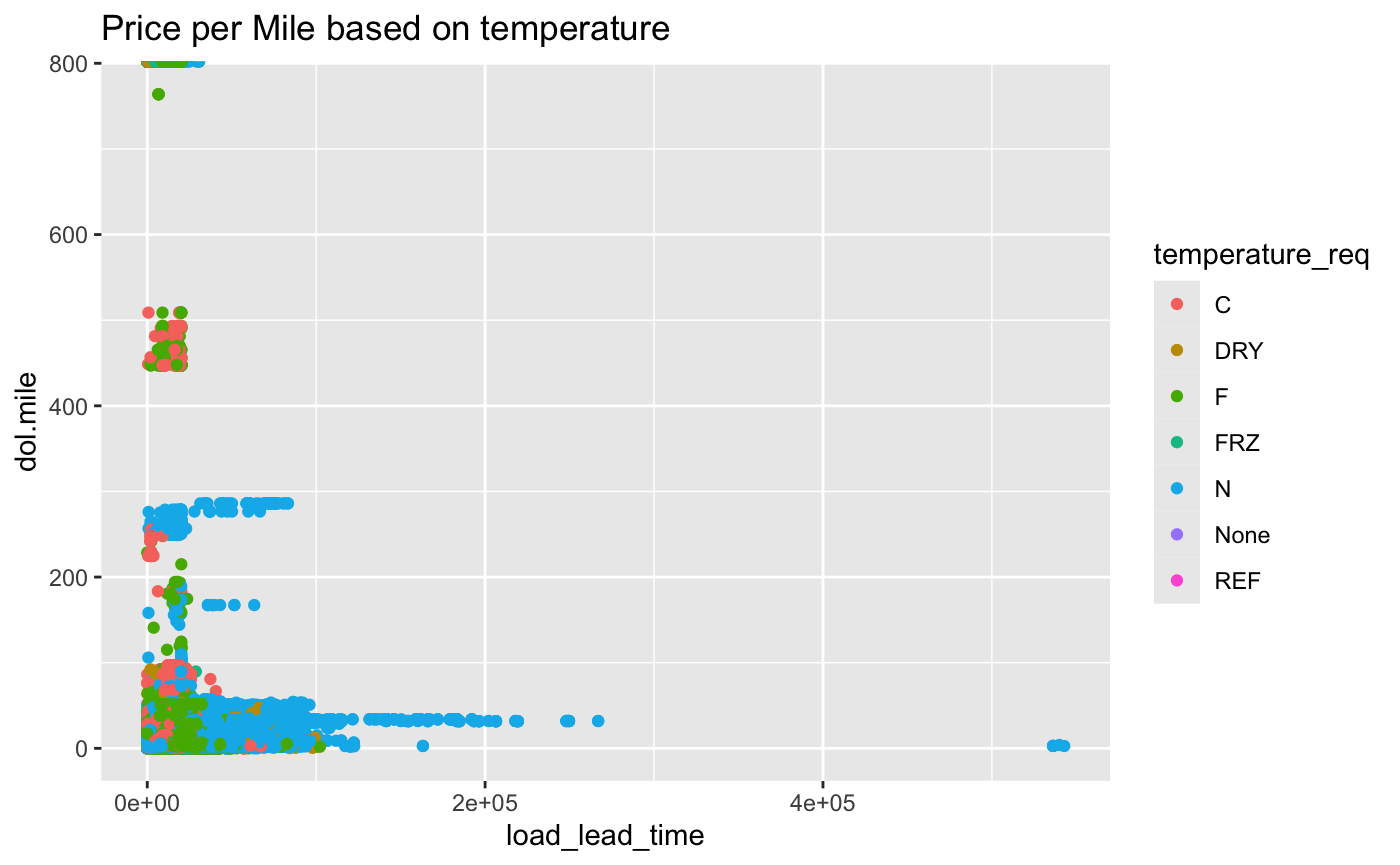 Price per Mile based on temperature
800
600
400
200
0
dol.mile
0e+00
2e+05
4e+05
load_lead_time
temperature_req
C
DRY
F
FRZ
N
None
REF